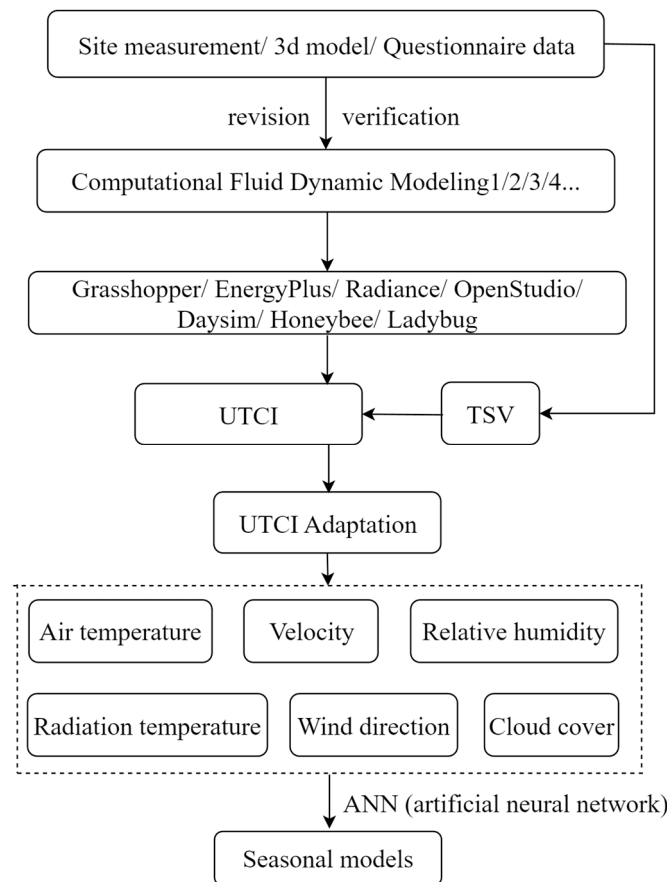 Site measurement/ 3d model/ Questionnaire data
revision verification
Computational Fluid Dynamic Modeling1/2/3/4...
Grasshopper/ EnergyPlus/ Radiance/ OpenStudio/
Daysim/ Honeybee/ Ladybug
UTCI TSV
UTCI Adaptation
Air temperature Velocity Relative humidity
Radiation temperature Wind direction Cloud cover
ANN (artificial neural network)
Seasonal models